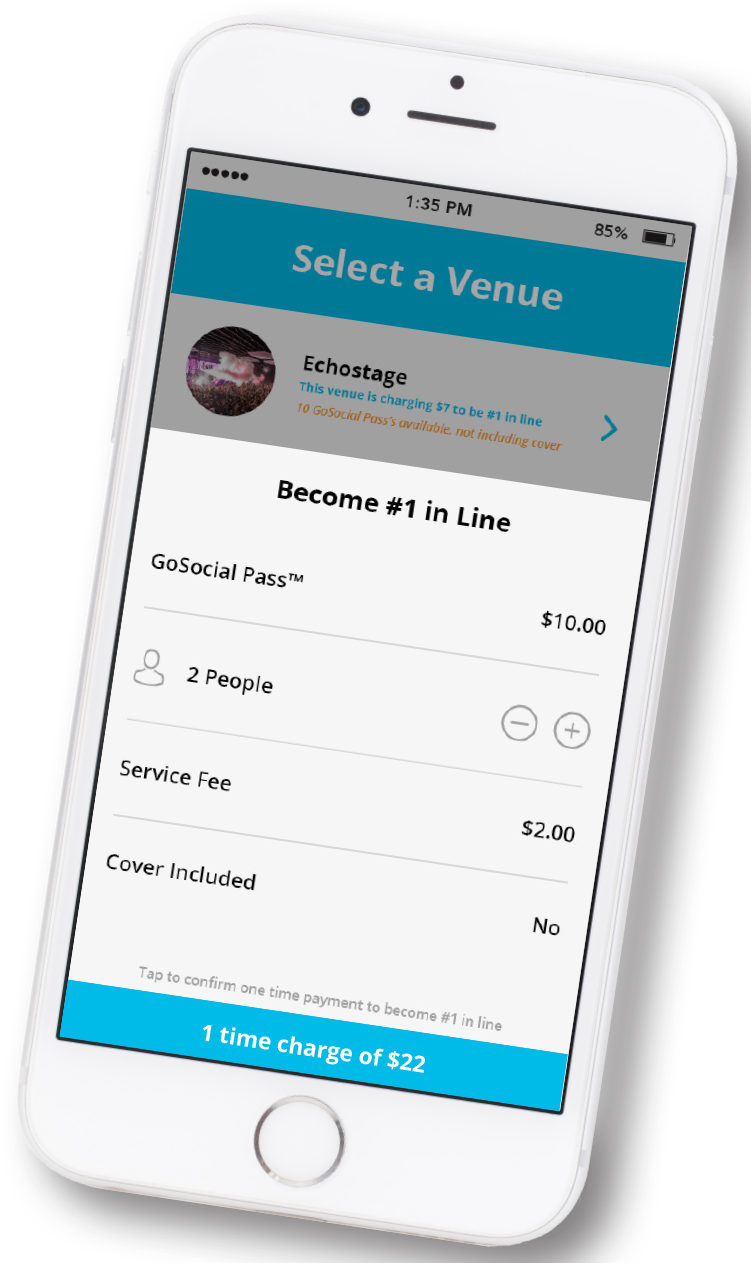 1:35 PM
85%
Select a Venue
Echostage
This venue is charging $7 to be #1 in line
10 GoSocial Pass's available, not including cover
Become #1 in Line
GoSocial Pass™
$10.00
2 People
Service Fee
$2.00
Cover Included
No
Tap to confirm one time payment to become #1 in line
1 time charge of $22